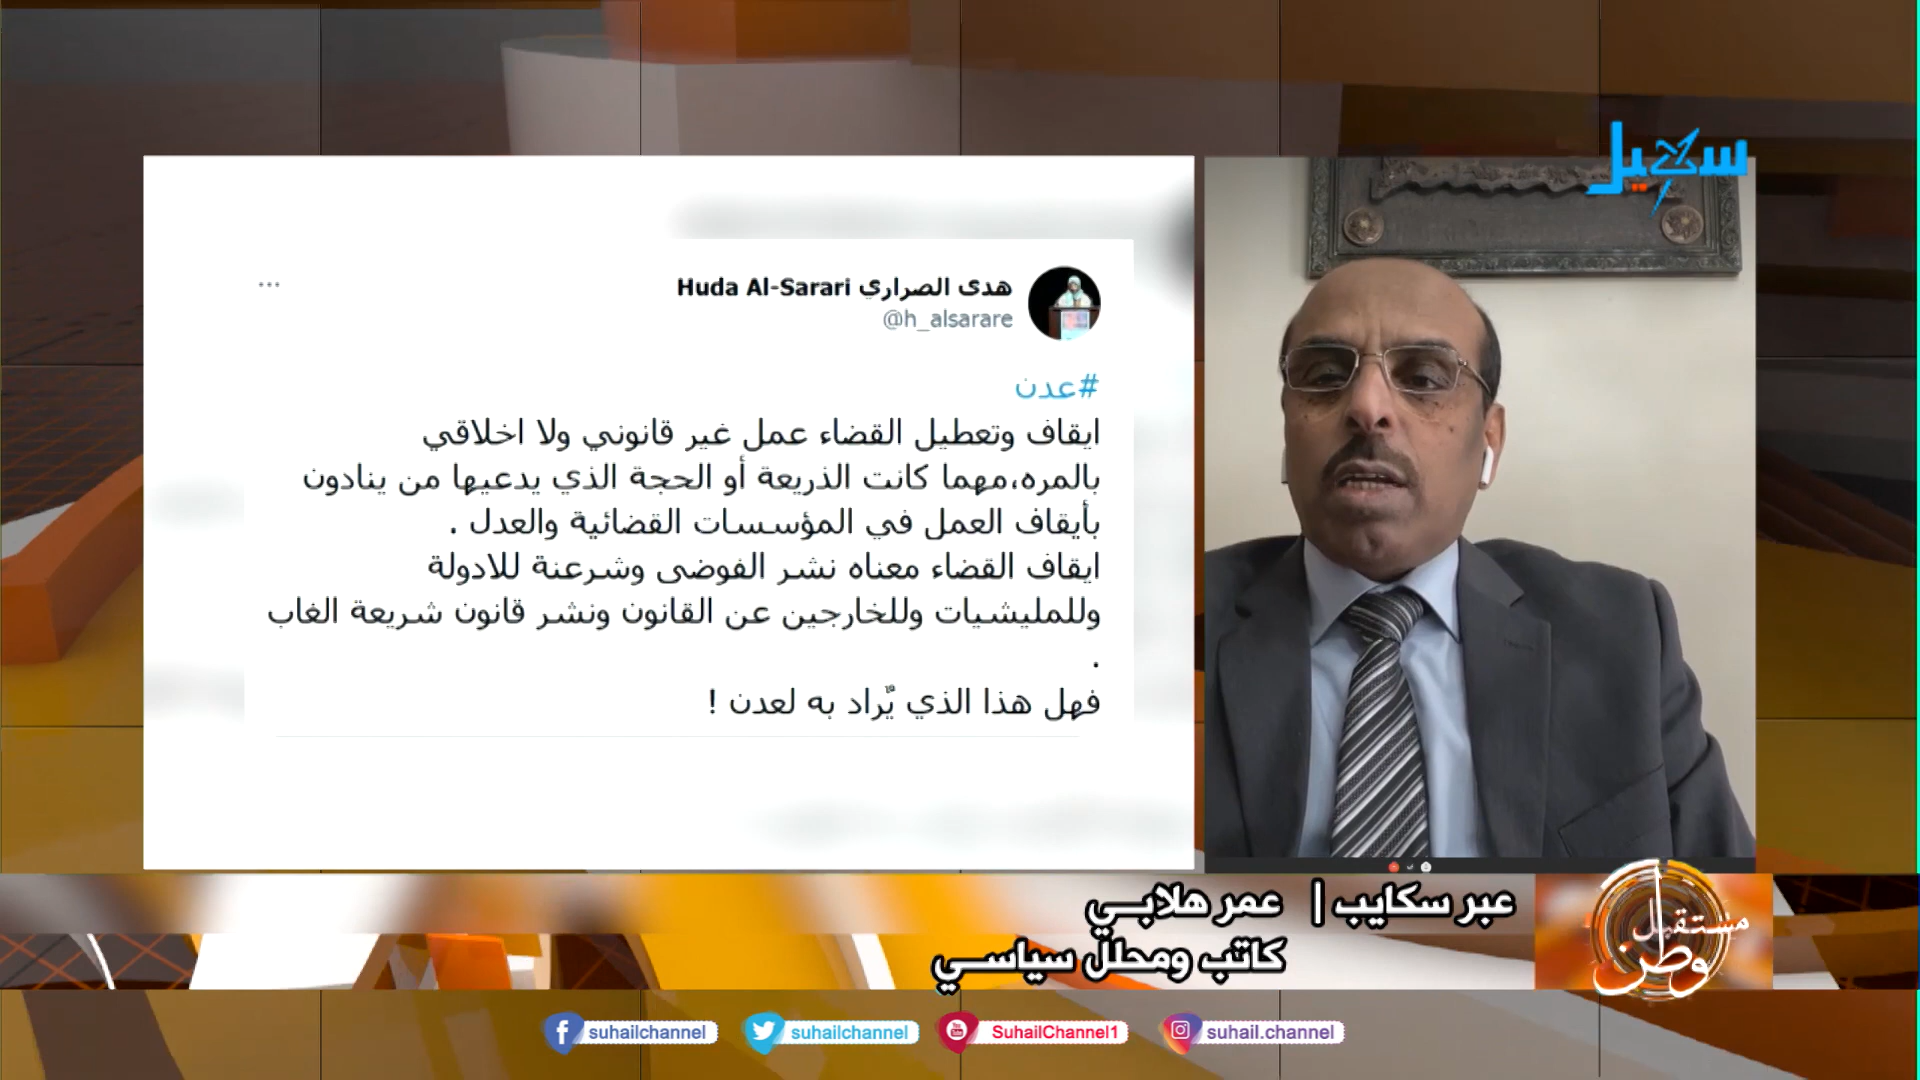 سهيل
هدى الصراري Huda Al-Sarari
@h_alsarare
#عدن
ايقاف وتعطيل القضاء عمل غير قانوني ولا اخلاقي
بالمره،مهما كانت الذريعة أو الحجة الذي يدعيها من ينادون
بأيقاف العمل في المؤسسات القضائية والعدل .
ايقاف القضاء معناه نشر الفوضى وشرعنة للادولة
وللمليشيات وللخارجين عن القانون ونشر قانون شريعة الغاب
.
فهل هذا الذي يٌراد به لعدن !
عبر سكايب | عمر هلابي
كاتب ومحلل سياسي
مستقبل
وطن
suhailchannel
suhailchannel
SuhailChannel1
suhail.channel